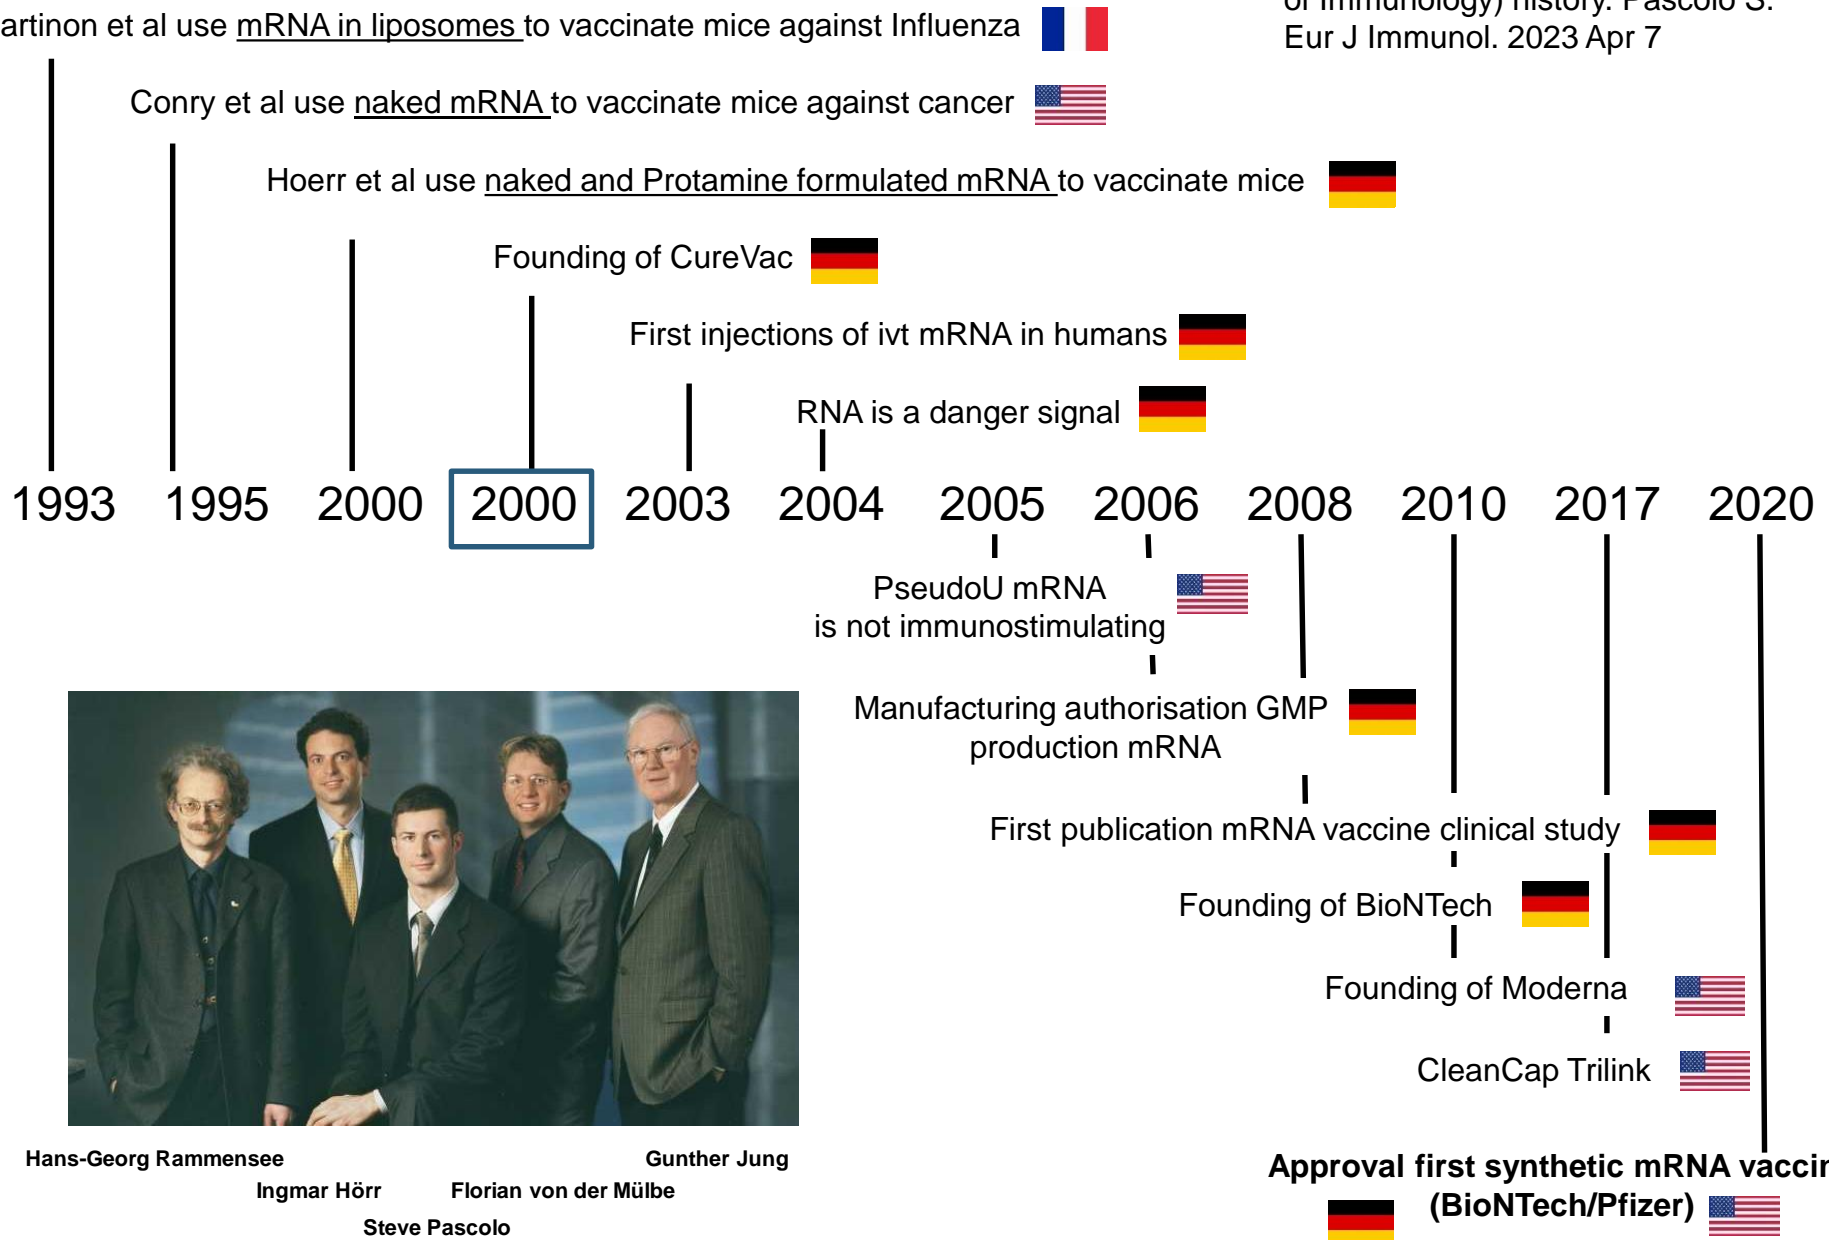 artinon et al use mRNA in liposomes to vaccinate mice against Influenza
of Immunology) history. Pascolo S.
Eur J Immunol. 2023 Apr 7
Conry et al use naked mRNA to vaccinate mice against cancer
Hoerr et al use naked and Protamine formulated mRNA to vaccinate mice
Founding of CureVac
First injections of ivt mRNA in humans
RNA is a danger signal
1993 1995 2000 2000 2003 2004 2005 2006 2008 2010 2017 2020
PseudoU mRNA
is not immunostimulating
Manufacturing authorisation GMP
production mRNA
First publication mRNA vaccine clinical study
Founding of BioNTech
Founding of Moderna
CleanCap Trilink
Approval first synthetic mRNA vaccin
(BioNTech/Pfizer)
Hans-Georg Rammensee
Gunther Jung
Ingmar Hörr
Florian von der Mülbe
Steve Pascolo